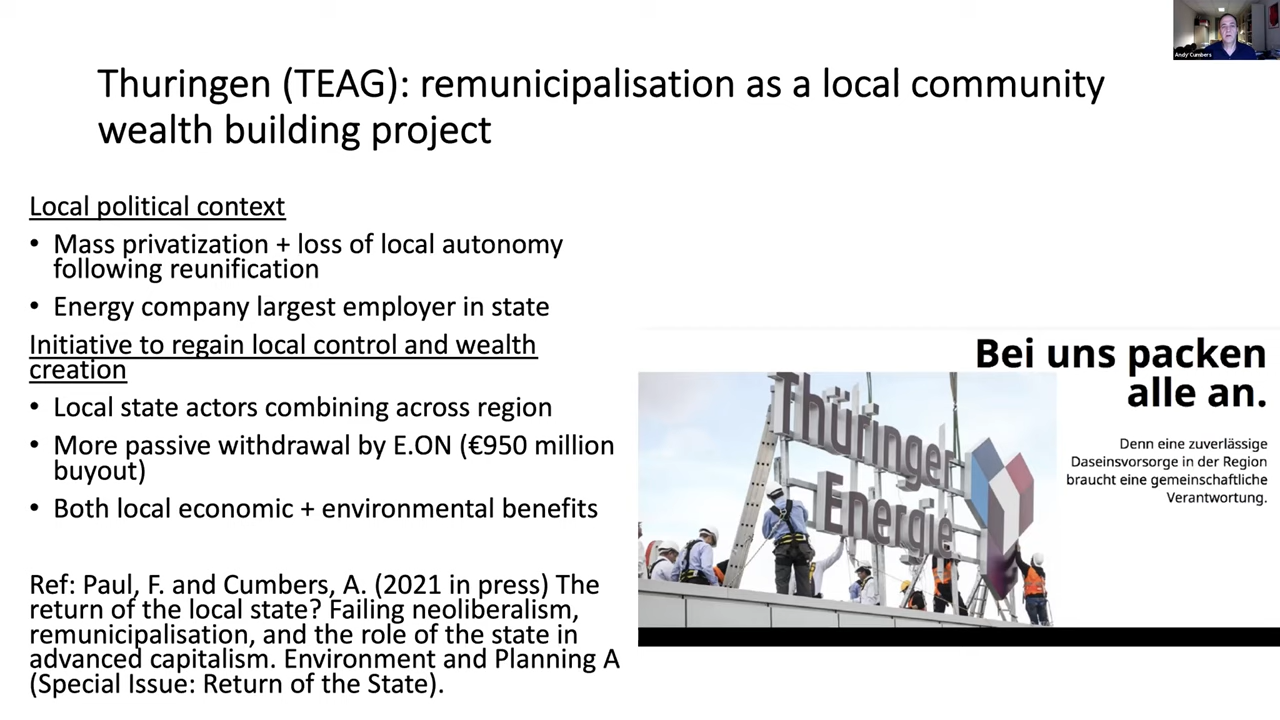 Andy Cumbers
Thuringen (TEAG): remunicipalisation as a local community
wealth building project
Local political context
• Mass privatization + loss of local autonomy
following reunification
• Energy company largest employer in state
Initiative to regain local control and wealth
creation
• Local state actors combining across region
• More passive withdrawal by E.ON (€950 million
buyout)
• Both local economic + environmental benefits
Ref: Paul, F. and Cumbers, A. (2021 in press) The
return of the local state? Failing neoliberalism,
remunicipalisation, and the role of the state in
advanced capitalism. Environment and Planning A
(Special Issue: Return of the State).
Bei uns packen
alle an.
Denn eine zuverlässige
Daseinsvorsorge in der Region
braucht eine gemeinschaftliche
Verantwortung.
Thüringer
Energie